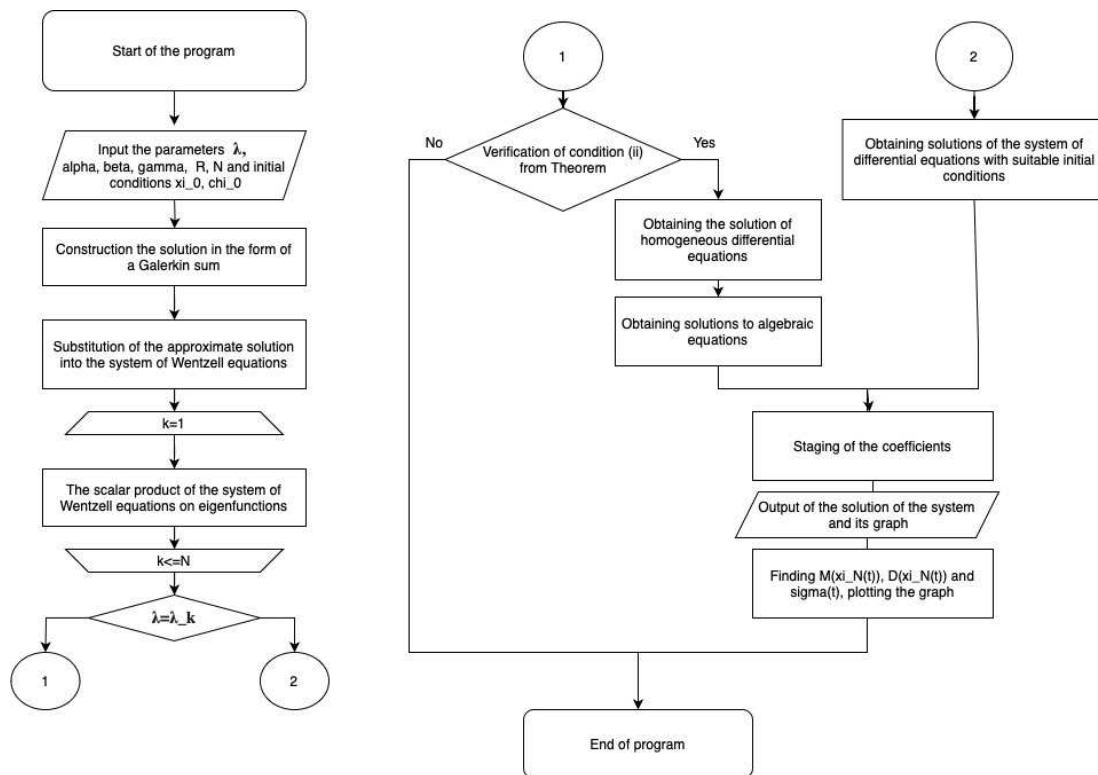 Start of the program
Input the parameters λ,
alpha, beta, gamma, R, N and initial
conditions xi_0, chi_0
Construction the solution in the form of
a Galerkin sum
Substitution of the approximate solution
into the system of Wentzell equations
k=1
The scalar product of the system of
Wentzell equations on eigenfunctions
k<=N
λ=λ_k
1
2
1
No
Verification of condition (ii)
from Theorem
Yes
Obtaining the solution of
homogeneous differential
equations
Obtaining solutions to algebraic
equations
2
Obtaining solutions of the system of
differential equations with suitable initial
conditions
Staging of the coefficients
Output of the solution of the system
and its graph
Finding M(xi_N(t)), D(xi_N(t)) and
sigma(t), plotting the graph
End of program